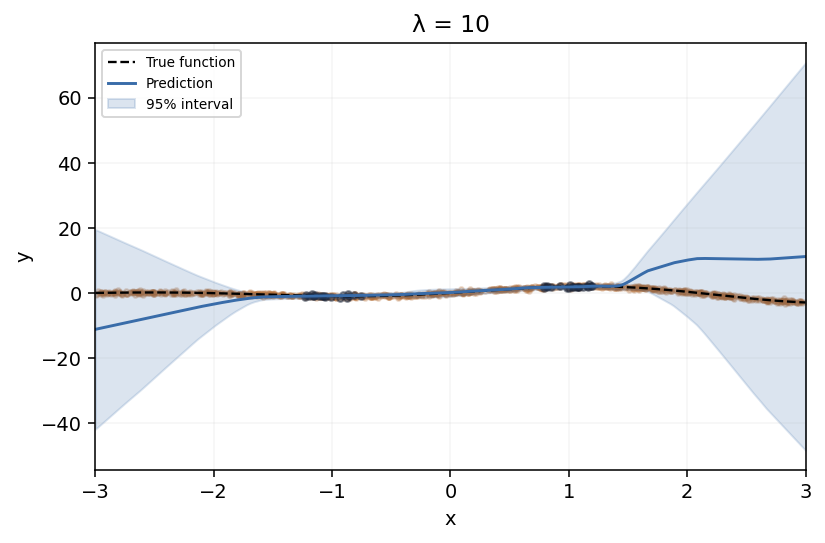 λ = 10
True function
Prediction
95% interval
60
40
20
0
−20
−40
y
−3
−2
−1
0
1
2
3
x